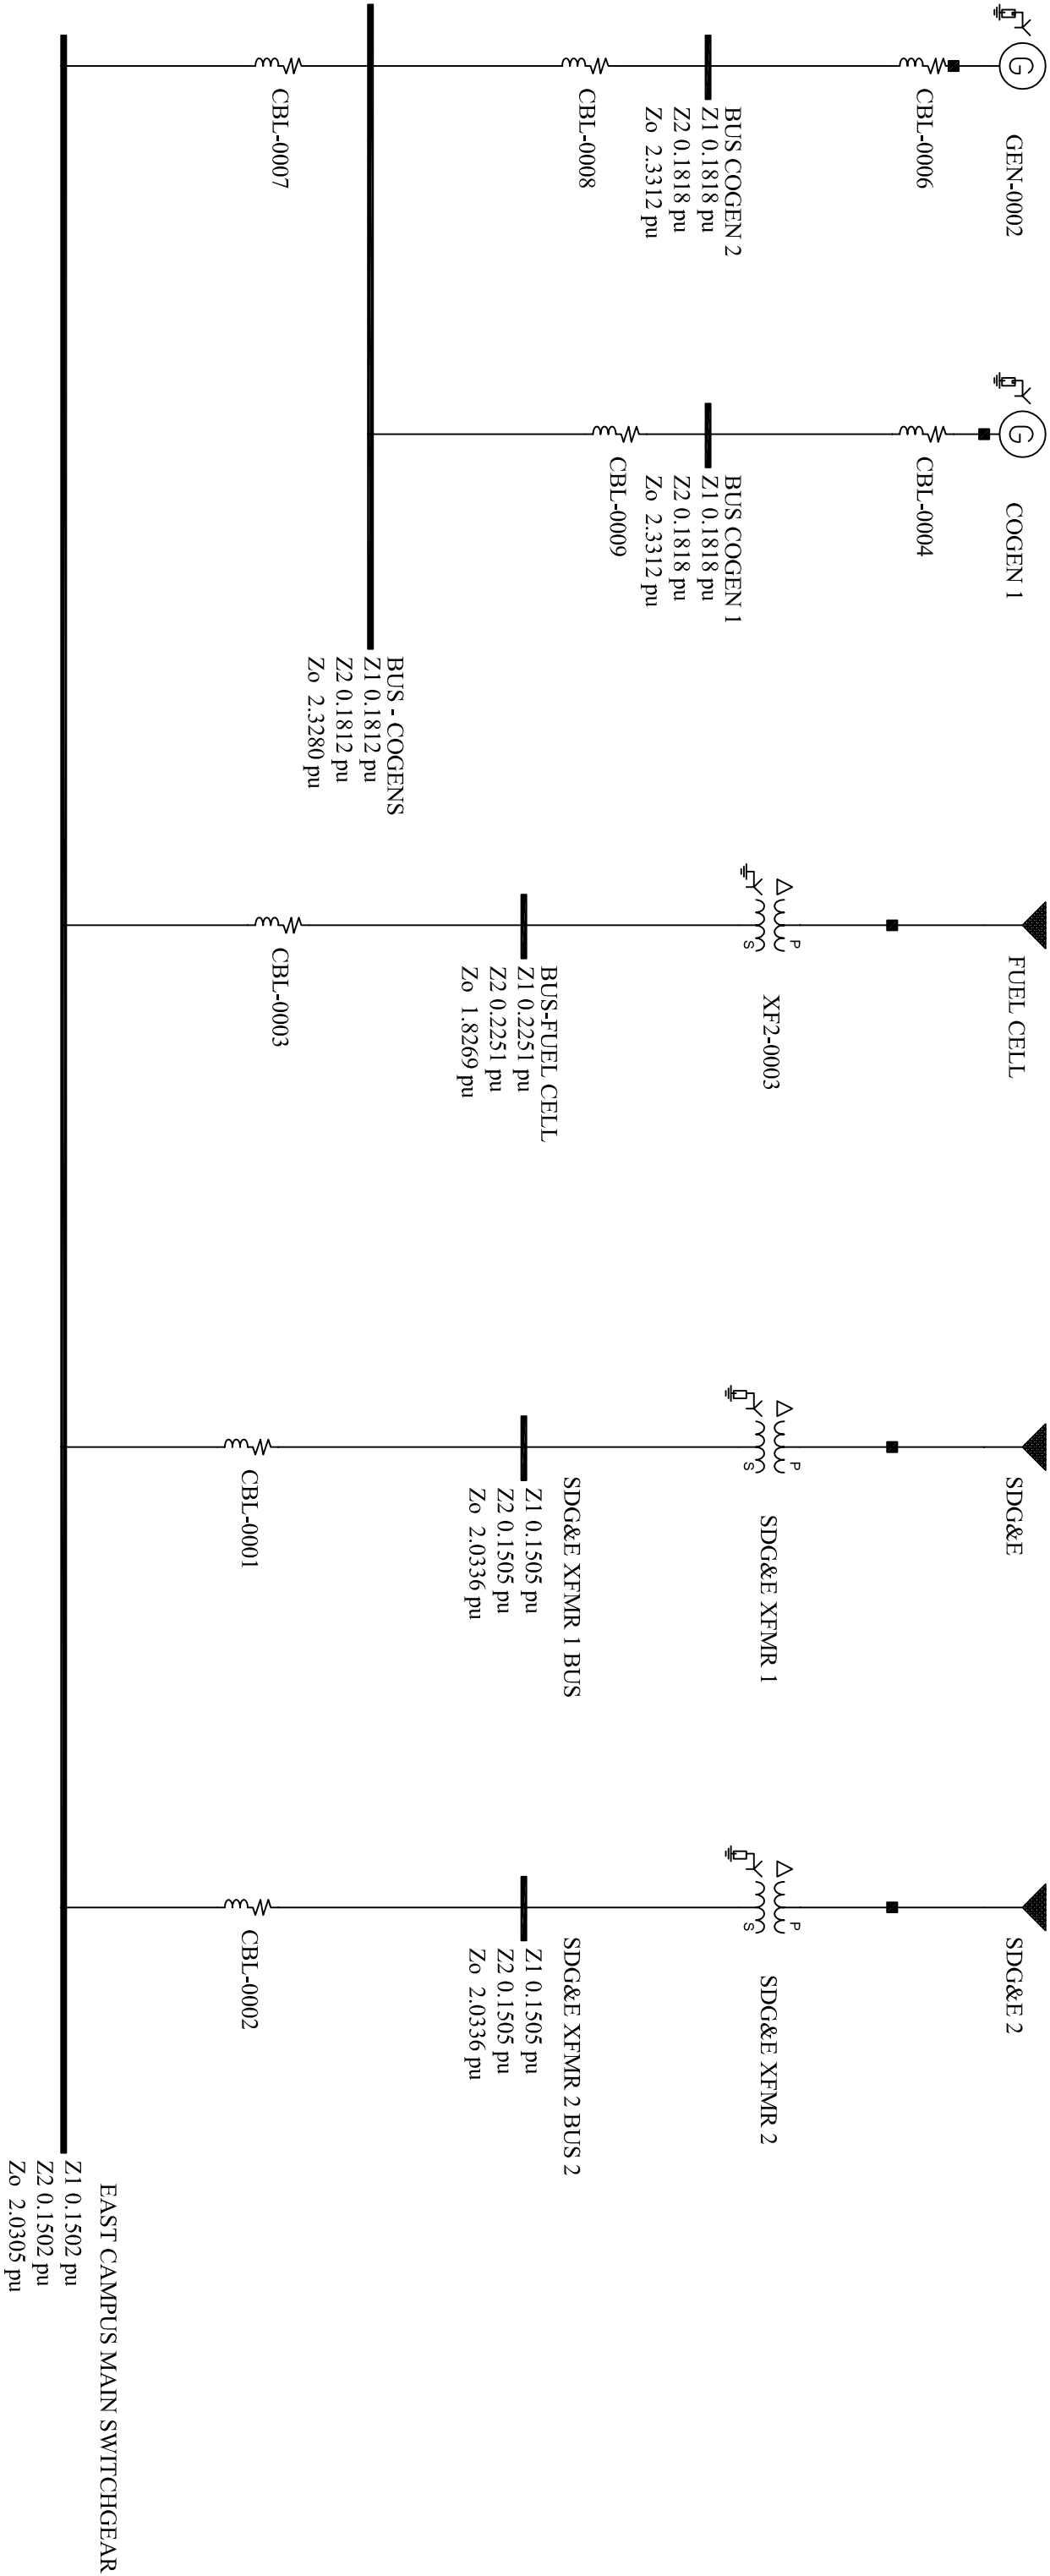 GEN-0002
G
CBL-0006
BUS COGEN 2
Z1 0.1818 pu
Z2 0.1818 pu
Zo 2.3312 pu
CBL-0008
CBL-0007
COGEN 1
G
CBL-0004
BUS COGEN 1
Z1 0.1818 pu
Z2 0.1818 pu
Zo 2.3312 pu
CBL-0009
BUS - COGENS
Z1 0.1812 pu
Z2 0.1812 pu
Zo 2.3280 pu
FUEL CELL
P
S
XF2-0003
BUS-FUEL CELL
Z1 0.2251 pu
Z2 0.2251 pu
Zo 1.8269 pu
CBL-0003
SDG&E
P
S
SDG&E XFMR 1
SDG&E XFMR 1 BUS
Z1 0.1505 pu
Z2 0.1505 pu
Zo 2.0336 pu
CBL-0001
SDG&E 2
P
S
SDG&E XFMR 2
SDG&E XFMR 2 BUS 2
Z1 0.1505 pu
Z2 0.1505 pu
Zo 2.0336 pu
CBL-0002
EAST CAMPUS MAIN SWITCHGEAR
Z1 0.1502 pu
Z2 0.1502 pu
Zo 2.0305 pu